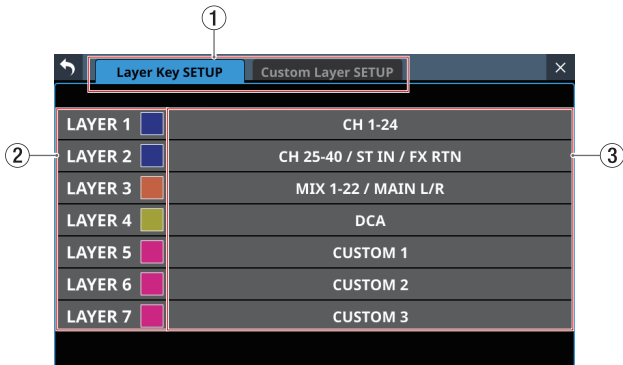 ①
Layer Key SETUP Custom Layer SETUP ×
LAYER 1 CH 1-24
② LAYER 2 CH 25-40 / ST IN / FX RTN ③
LAYER 3 MIX 1-22 / MAIN L/R
LAYER 4 DCA
LAYER 5 CUSTOM 1
LAYER 6 CUSTOM 2
LAYER 7 CUSTOM 3